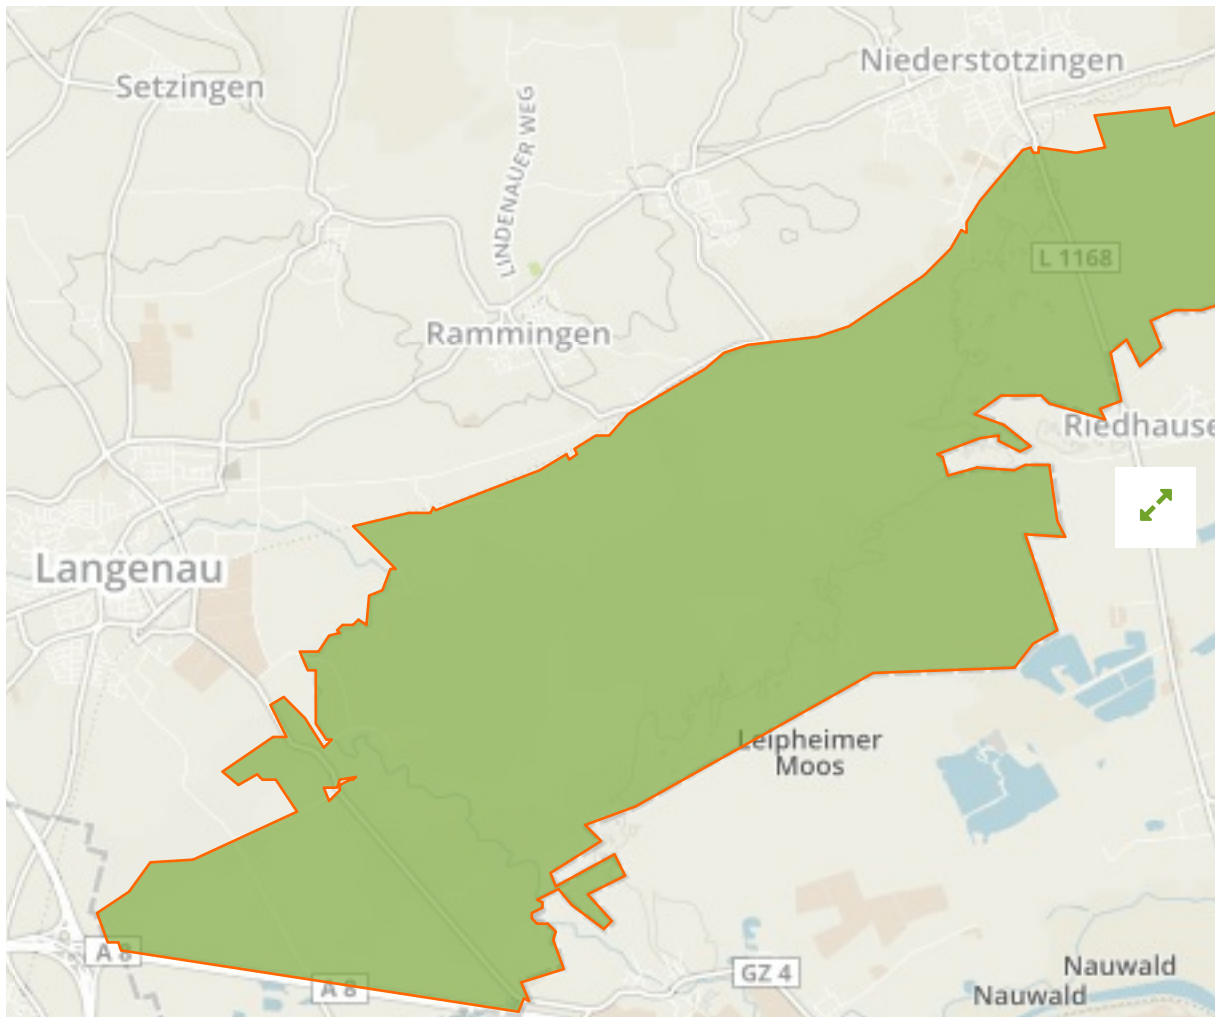 Niederstotzingen
Setzingen
LINDENAUER WEG
L 1168
Rammingen
Riedhause
Langenau
Leipheimer
Moos
A 8
A 8
GZ 4
Nauwald
Nauwald